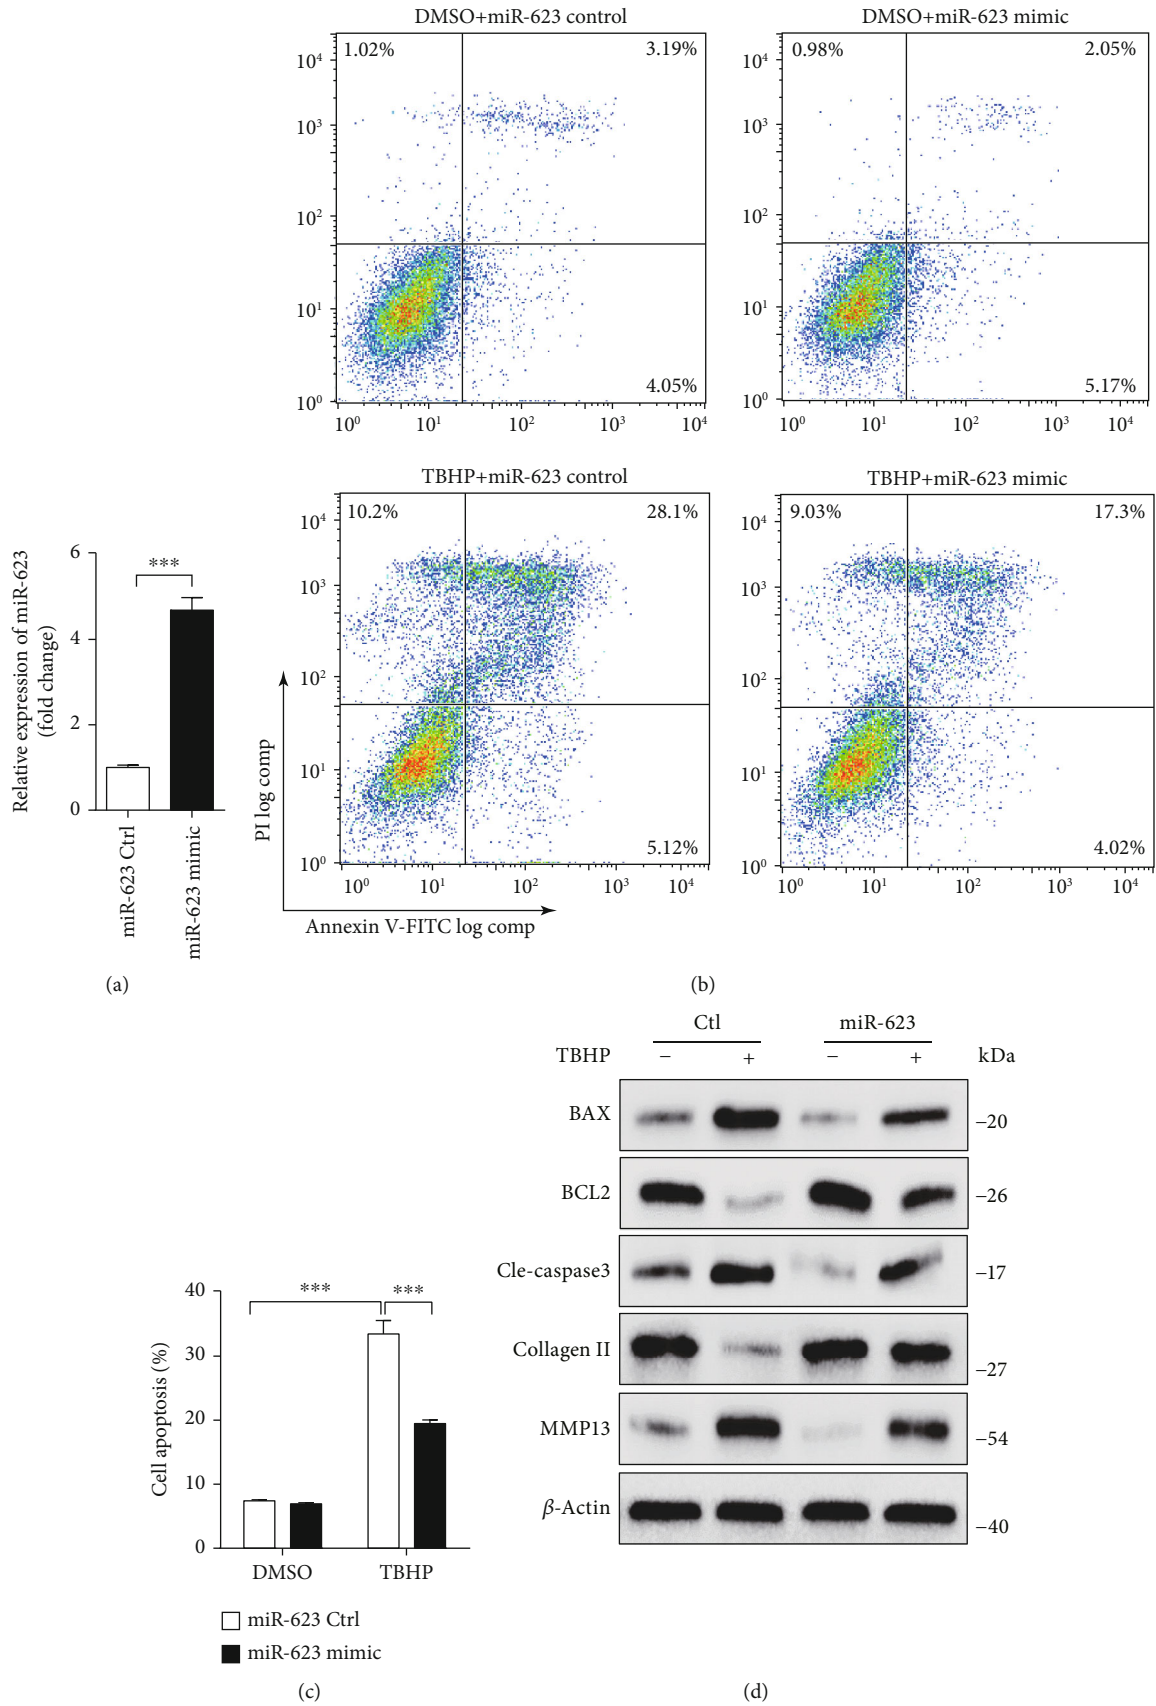 DMSO+miR-623 control
DMSO+miR-623 mimic
1.02%
3.19%
0.98%
2.05%
10⁴
10³
10²
10¹
10⁰
4.05%
10⁰ 10¹ 10² 10³ 10⁴
10⁴
10³
10²
10¹
10⁰
5.17%
10⁰ 10¹ 10² 10³ 10⁴
TBHP+miR-623 control
TBHP+miR-623 mimic
10.2%
28.1%
9.03%
17.3%
10⁴
10³
10²
10¹
10⁰
5.12%
10⁰ 10¹ 10² 10³ 10⁴
10⁴
10³
10²
10¹
10⁰
4.02%
10⁰ 10¹ 10² 10³ 10⁴
PI log comp
Annexin V-FITC log comp
Relative expression of miR-623
(fold change)
6
4
2
0
***
miR-623 Ctrl
miR-623 mimic
(a)
(b)
Ctl
miR-623
TBHP − + − + kDa
BAX −20
BCL2 −26
Cle-caspase3 −17
Collagen II −27
MMP13 −54
β-Actin −40
Cell apoptosis (%)
40
30
20
10
0
***
***
DMSO
TBHP
miR-623 Ctrl
miR-623 mimic
(c)
(d)